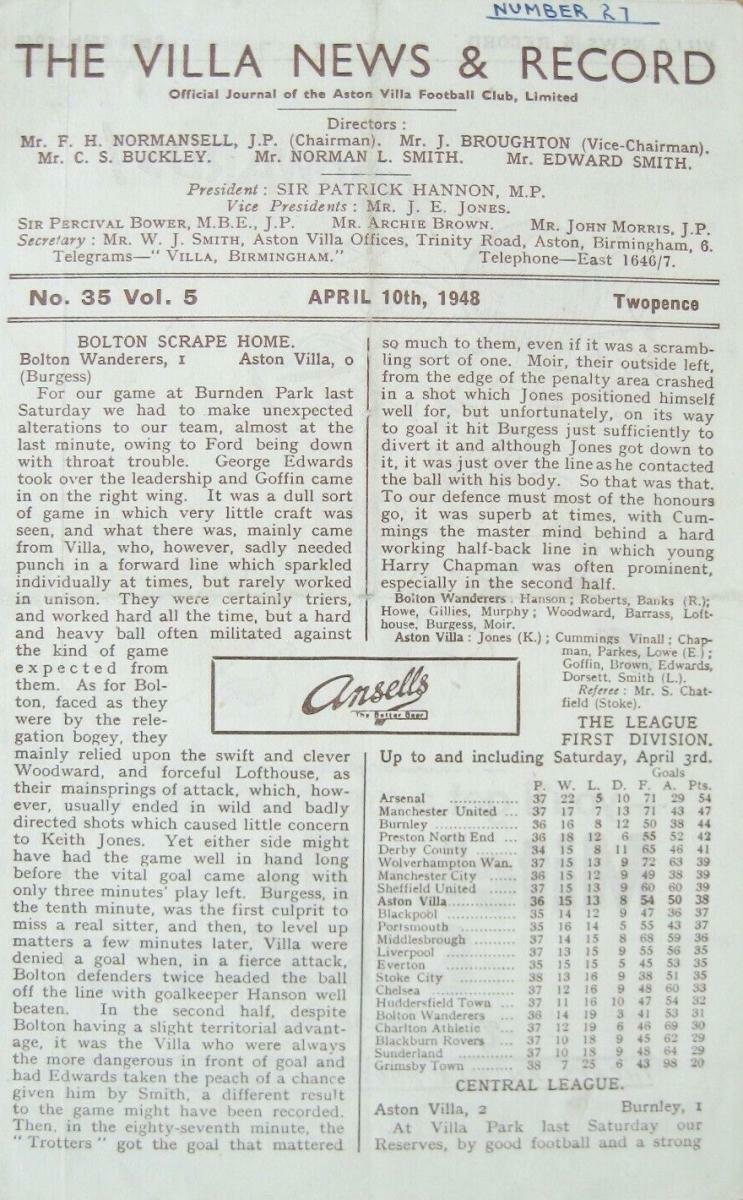 NUMBER 27
THE VILLA NEWS & RECORD
Official Journal of the Aston Villa Football Club, Limited
Directors :
Mr. F. H. NORMANSELL, J.P. (Chairman). Mr. J. BROUGHTON (Vice-Chairman).
Mr. C. S. BUCKLEY. Mr. NORMAN L. SMITH. Mr. EDWARD SMITH.
President : SIR PATRICK HANNON, M.P.
Vice Presidents : MR. J. E. JONES.
SIR PERCIVAL BOWER, M.B.E., J.P. MR. ARCHIE BROWN. MR. JOHN MORRIS, J.P.
Secretary : MR. W. J. SMITH, Aston Villa Offices, Trinity Road, Aston, Birmingham, 6.
Telegrams—" VILLA, BIRMINGHAM." Telephone—East 1646/7.
No. 35 Vol. 5 APRIL 10th, 1948 Twopence
BOLTON SCRAPE HOME.
Bolton Wanderers, 1 Aston Villa, 0
(Burgess)
For our game at Burnden Park last
Saturday we had to make unexpected
alterations to our team, almost at the
last minute, owing to Ford being down
with throat trouble. George Edwards
took over the leadership and Goffin came
in on the right wing. It was a dull sort
of game in which very little craft was
seen, and what there was, mainly came
from Villa, who, however, sadly needed
punch in a forward line which sparkled
individually at times, but rarely worked
in unison. They were certainly triers,
and worked hard all the time, but a hard
and heavy ball often militated against
the kind of game
expected from
them. As for Bol-
ton, faced as they
were by the rele-
gation bogey, they
mainly relied upon the swift and clever
Woodward, and forceful Lofthouse, as
their mainsprings of attack, which, how-
ever, usually ended in wild and badly
directed shots which caused little concern
to Keith Jones. Yet either side might
have had the game well in hand long
before the vital goal came along with
only three minutes' play left. Burgess, in
the tenth minute, was the first culprit to
miss a real sitter, and then, to level up
matters a few minutes later, Villa were
denied a goal when, in a fierce attack,
Bolton defenders twice headed the ball
off the line with goalkeeper Hanson well
beaten. In the second half, despite
Bolton having a slight territorial advant-
age, it was the Villa who were always
the more dangerous in front of goal and
had Edwards taken the peach of a chance
given him by Smith, a different result
to the game might have been recorded.
Then, in the eighty-seventh minute, the
" Trotters " got the goal that mattered
so much to them, even if it was a scramb-
ling sort of one. Moir, their outside left,
from the edge of the penalty area crashed
in a shot which Jones positioned himself
well for, but unfortunately, on its way
to goal it hit Burgess just sufficiently to
divert it and although Jones got down to
it, it was just over the line as he contacted
the ball with his body. So that was that.
To our defence must most of the honours
go, it was superb at times, with Cum-
mings the master mind behind a hard
working half-back line in which young
Harry Chapman was often prominent,
especially in the second half.
Bolton Wanderers : Hanson ; Roberts, Banks (R.);
Howe, Gillies, Murphy ; Woodward, Barrass, Loft-
house, Burgess, Moir.
Aston Villa : Jones (K.) ; Cummings Vinall ; Chap-
man, Parkes, Lowe (E.) ;
Goffin, Brown, Edwards,
Dorsett, Smith (L.).
Referee : Mr. S. Chat-
field (Stoke).
Ansells
The Better Beer
THE LEAGUE
FIRST DIVISION.
Up to and including Saturday, April 3rd.
Goals
P. W. L. D. F. A. Pts.
Arsenal .............. 37 22 5 10 71 29 54
Manchester United ... 37 17 7 13 71 43 47
Burnley .............. 36 16 8 12 50 38 44
Preston North End ... 36 18 12 6 55 52 42
Derby County ......... 34 15 8 11 65 46 41
Wolverhampton Wan. 37 15 13 9 72 63 39
Manchester City ...... 36 15 12 9 49 38 39
Sheffield United ...... 37 15 13 9 60 60 39
Aston Villa.............. 36 15 13 8 54 50 38
Blackpool .............. 35 14 12 9 47 36 37
Portsmouth ............ 35 16 14 5 55 43 37
Middlesbrough ......... 37 14 15 8 68 59 36
Liverpool ............... 37 13 15 9 55 56 35
Everton ................. 35 15 15 5 45 53 35
Stoke City ............. 38 13 16 9 38 51 35
Chelsea ................. 37 12 16 9 48 60 33
Huddersfield Town ... 37 11 16 10 47 54 32
Bolton Wanderers ... 36 14 19 3 41 53 31
Charlton Athletic ... 37 12 19 6 46 69 30
Blackburn Rovers ... 37 10 18 9 45 62 29
Sunderland ............ 37 10 18 9 48 64 29
Grimsby Town ......... 38 7 25 6 43 98 20
CENTRAL LEAGUE.
Aston Villa, 2 Burnley, 1
At Villa Park last Saturday our
Reserves, by good football and a strong